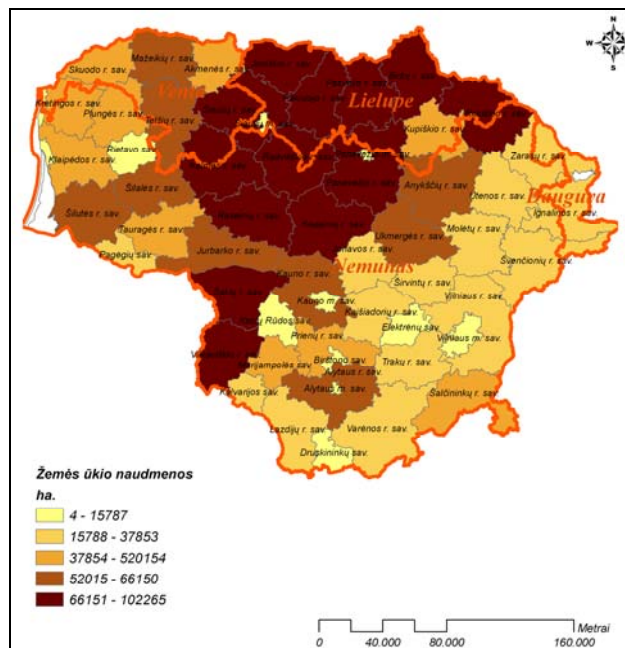 N
W E
S
Skuodo r. sav.
Mažeikių r. sav.
Akmenės r. sav.
Lielupe
Kretingos r. sav.
Plungės r. sav.
Telšių r. sav.
Kupiškio r. sav.
Rietavo sav.
Klaipėdos r. sav.
Zarasų r. sav.
Šilalės r. sav.
Anykščių r. sav.
Utenos r. sav.
Dauguva
Ignalinos r. sav.
Šilutės r. sav.
Tauragės r. sav.
Ukmergės r. sav.
Molėtų r. sav.
Pagėgių sav.
Jurbarko r. sav.
Jonavos r. sav.
Nemunas
Švenčionių r. sav.
Kauno r. sav.
Širvintų r. sav.
Kauno m. sav.
Kaišiadorių r. sav.
Vilniaus r. sav.
Elektrėnų sav.
Vilniaus m. sav.
Prienų r. sav.
Birštono sav.
Trakų r. sav.
Marijampolės sav.
Alytaus r. sav.
Kalvarijos sav.
Alytaus m. sav.
Šalčininkų r. sav.
Lazdijų r. sav.
Varėnos r. sav.
Druskininkų sav.
Žemės ūkio naudmenos
ha.
4 - 15787
15788 - 37853
37854 - 520154
52015 - 66150
66151 - 102265
Metrai
0 40.000 80.000 160.000